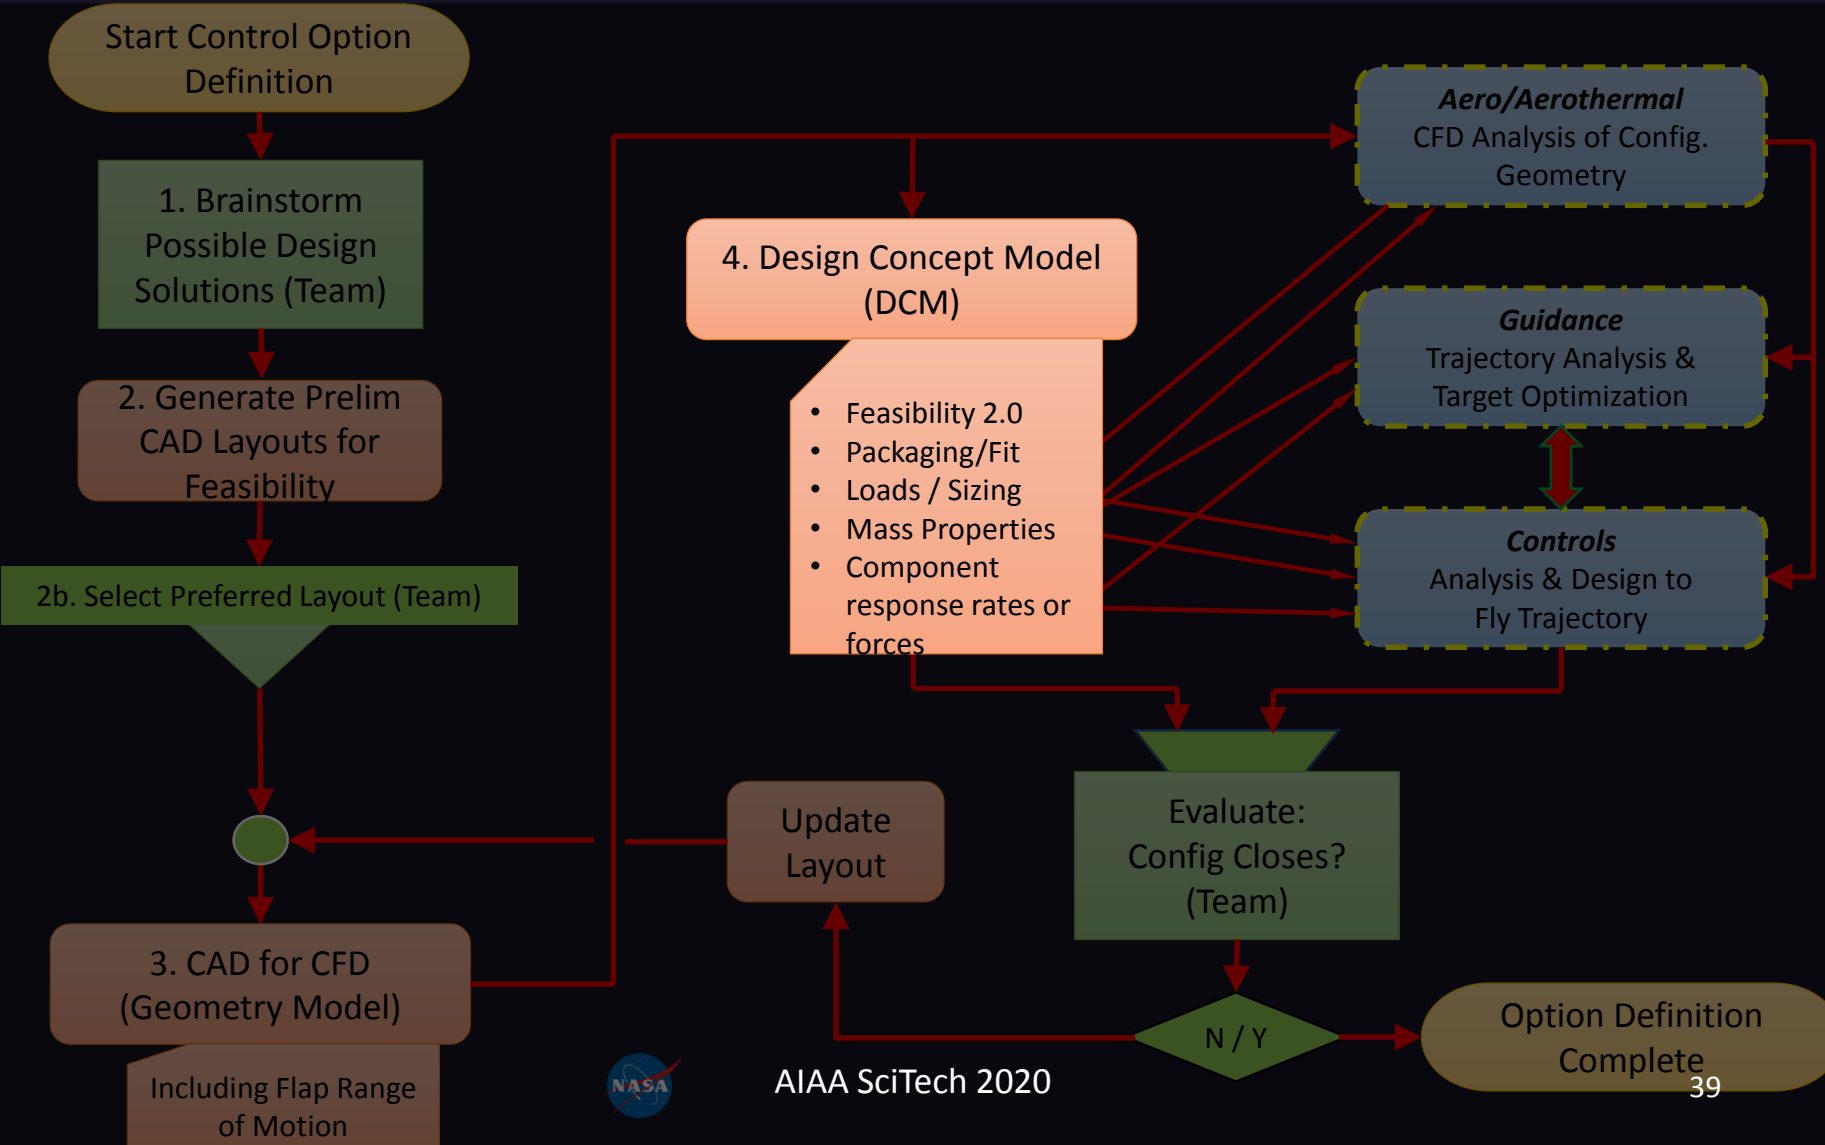 Start Control Option
Definition
1. Brainstorm
Possible Design
Solutions (Team)
2. Generate Prelim
CAD Layouts for
Feasibility
2b. Select Preferred Layout (Team)
3. CAD for CFD
(Geometry Model)
Including Flap Range
of Motion
4. Design Concept Model
(DCM)
• Feasibility 2.0
• Packaging/Fit
• Loads / Sizing
• Mass Properties
• Component
response rates or
forces
Aero/Aerothermal
CFD Analysis of Config.
Geometry
Guidance
Trajectory Analysis &
Target Optimization
Controls
Analysis & Design to
Fly Trajectory
Update
Layout
Evaluate:
Config Closes?
(Team)
N / Y
Option Definition
Complete
NASA
AIAA SciTech 2020
39